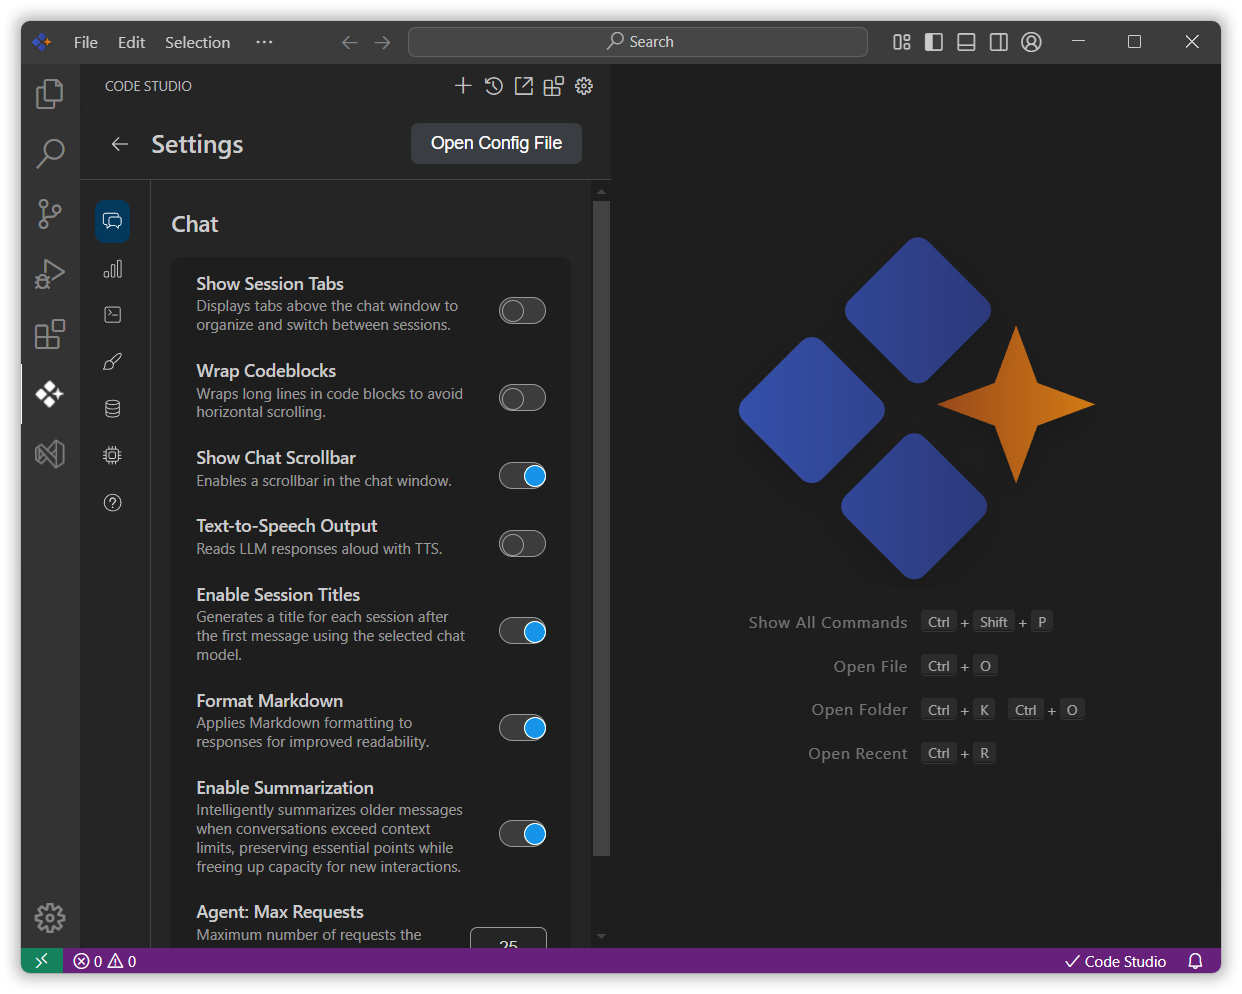 File Edit Selection ···
Search
CODE STUDIO
Settings
Open Config File
Chat
Show Session Tabs
Displays tabs above the chat window to
organize and switch between sessions.
Wrap Codeblocks
Wraps long lines in code blocks to avoid
horizontal scrolling.
Show Chat Scrollbar
Enables a scrollbar in the chat window.
Text-to-Speech Output
Reads LLM responses aloud with TTS.
Enable Session Titles
Generates a title for each session after
the first message using the selected chat
model.
Format Markdown
Applies Markdown formatting to
responses for improved readability.
Enable Summarization
Intelligently summarizes older messages
when conversations exceed context
limits, preserving essential points while
freeing up capacity for new interactions.
Agent: Max Requests
Maximum number of requests the
25
Show All Commands Ctrl + Shift + P
Open File Ctrl + O
Open Folder Ctrl + K Ctrl + O
Open Recent Ctrl + R
0 0
Code Studio